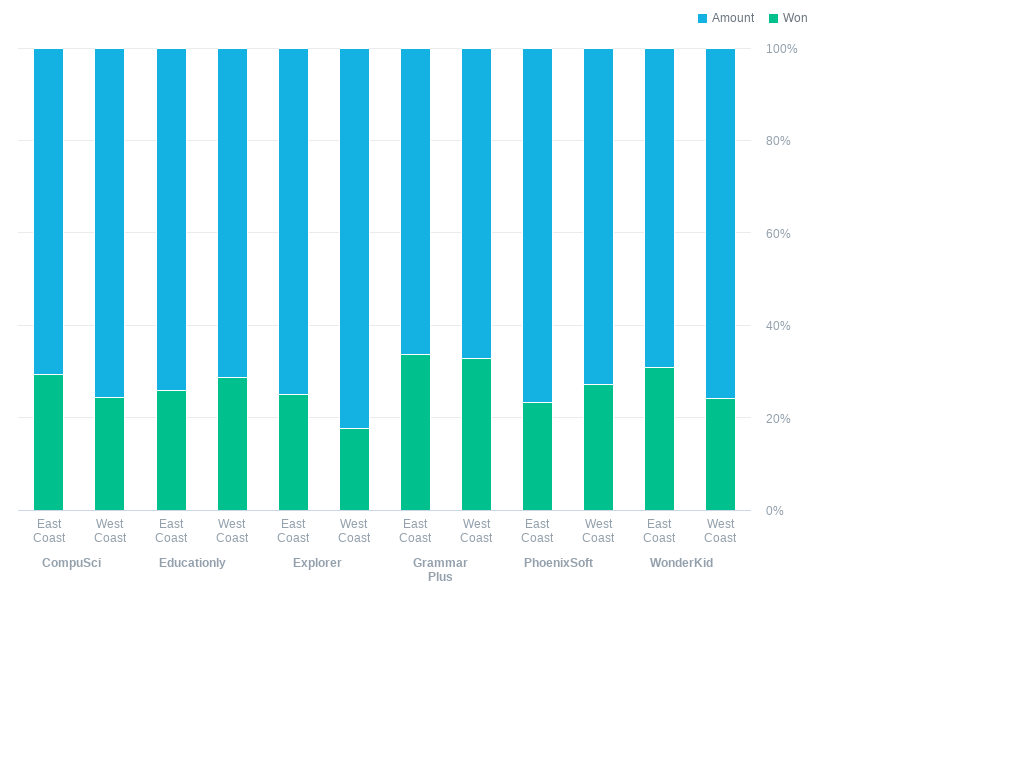 Amount Won
100%
80%
60%
40%
20%
0%
East Coast West Coast East Coast West Coast East Coast West Coast East Coast West Coast East Coast West Coast East Coast West Coast
CompuSci Educationly Explorer Grammar Plus PhoenixSoft WonderKid